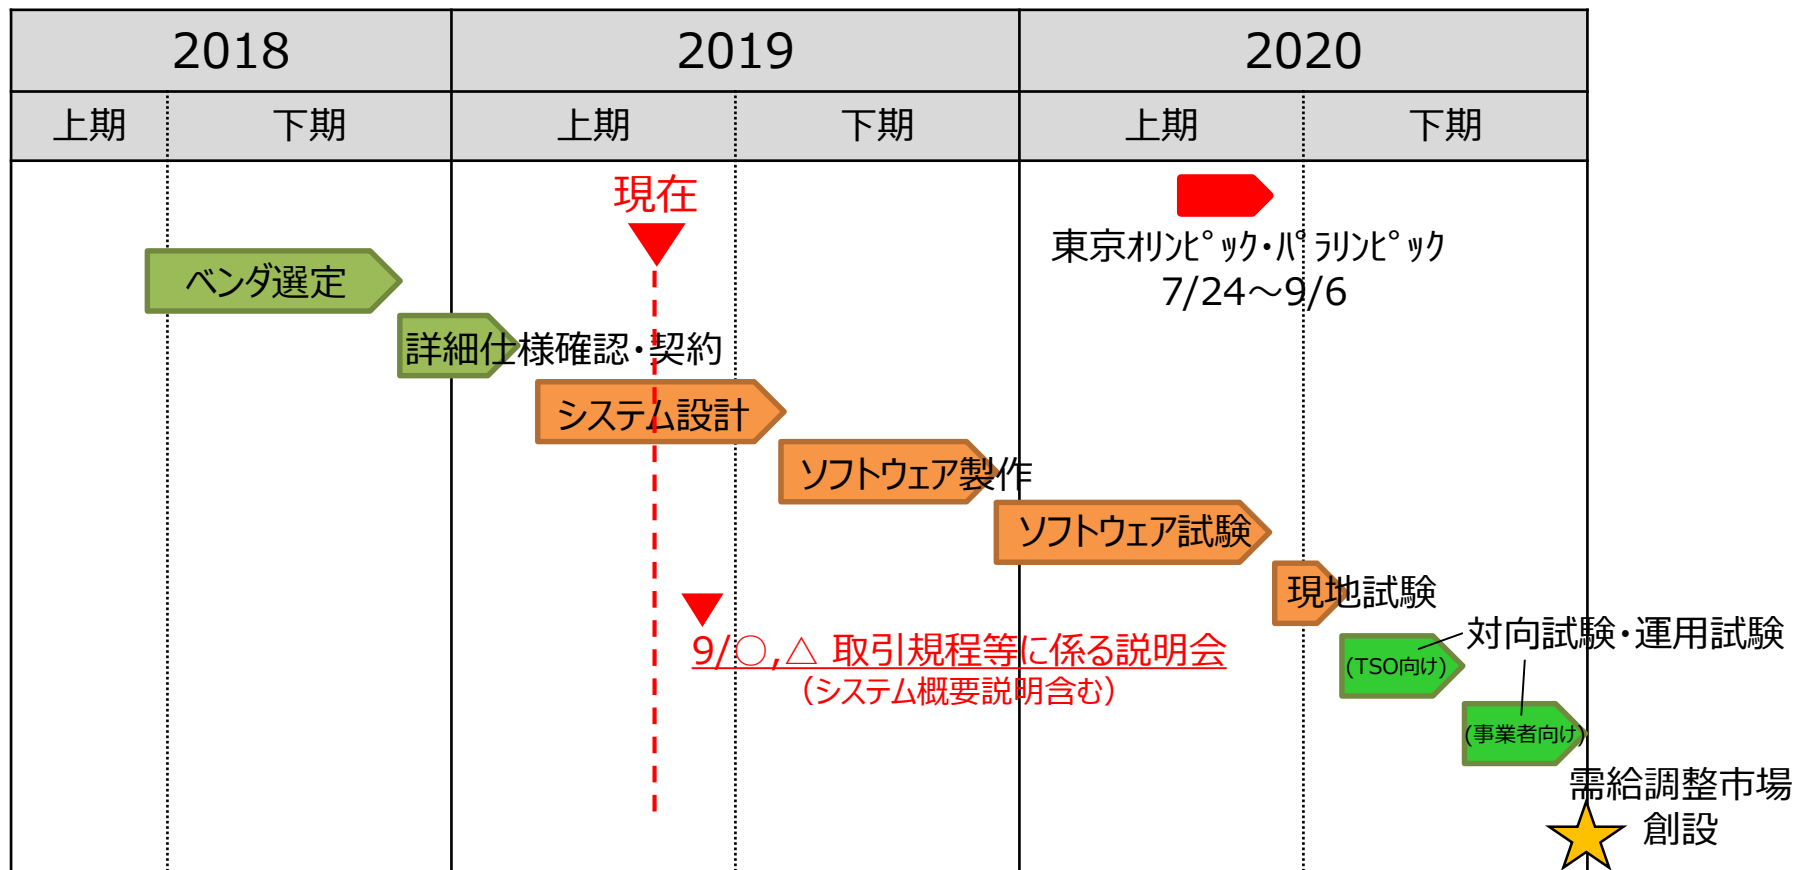 2018
2019
2020
上期
下期
上期
下期
上期
下期
現在
東京ｵﾘﾝﾋﾟｯｸ・ﾊﾟﾗﾘﾝﾋﾟｯｸ
7/24～9/6
ベンダ選定
詳細仕様確認・契約
システム設計
ソフトウェア製作
ソフトウェア試験
現地試験
9/○,△ 取引規程等に係る説明会
（システム概要説明含む）
対向試験・運用試験
(TSO向け)
(事業者向け)
需給調整市場
創設